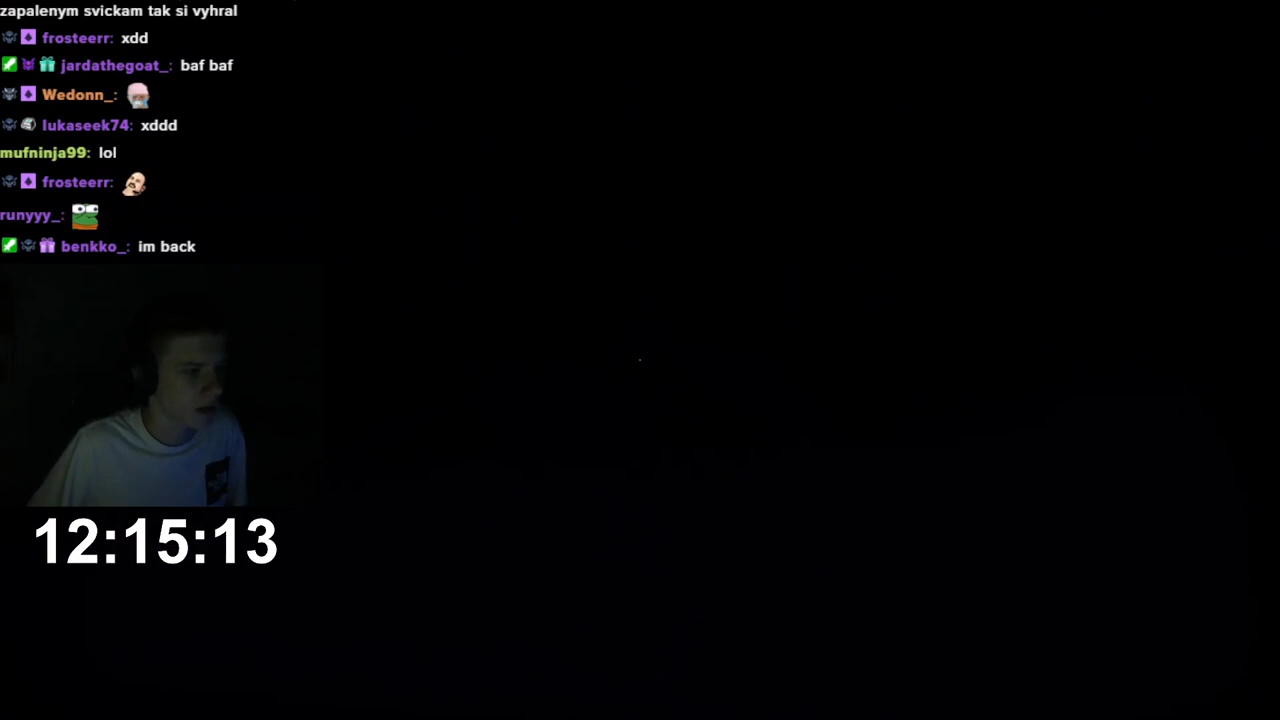 zapalenym svickam tak si vyhral
frosteerr: xdd
jardathegoat_: baf baf
Wedonn_:
lukaseek74: xddd
mufninja99: lol
frosteerr:
runyyy_:
benkko_: im back
12:15:13